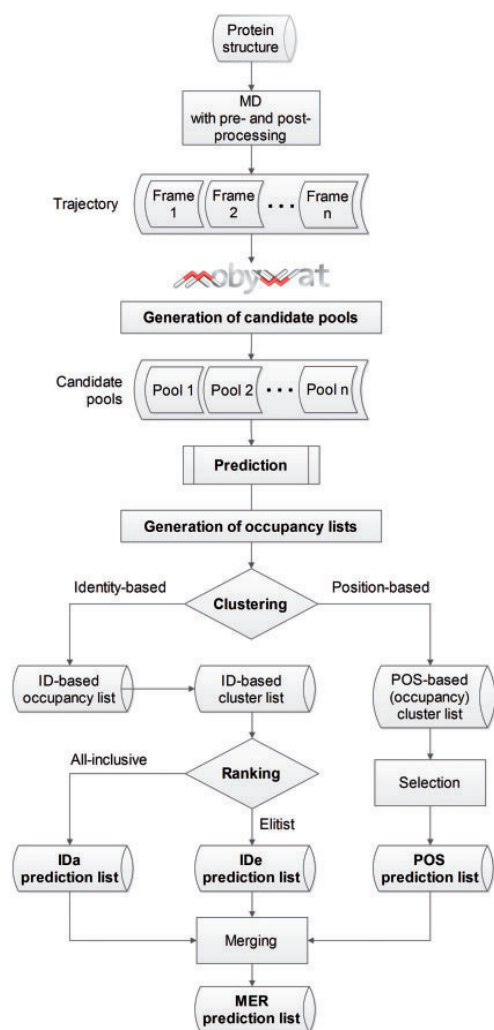 Protein
structure
MD
with pre- and post-
processing
Trajectory
Frame
1
Frame
2
...
Frame
n
mobywat
Generation of candidate pools
Candidate
pools
Pool 1
Pool 2
...
Pool n
Prediction
Generation of occupancy lists
Identity-based
Clustering
Position-based
ID-based
occupancy list
ID-based
cluster list
POS-based
(occupancy)
cluster list
All-inclusive
Ranking
Selection
Elitist
IDa
prediction list
IDe
prediction list
POS
prediction list
Merging
MER
prediction list